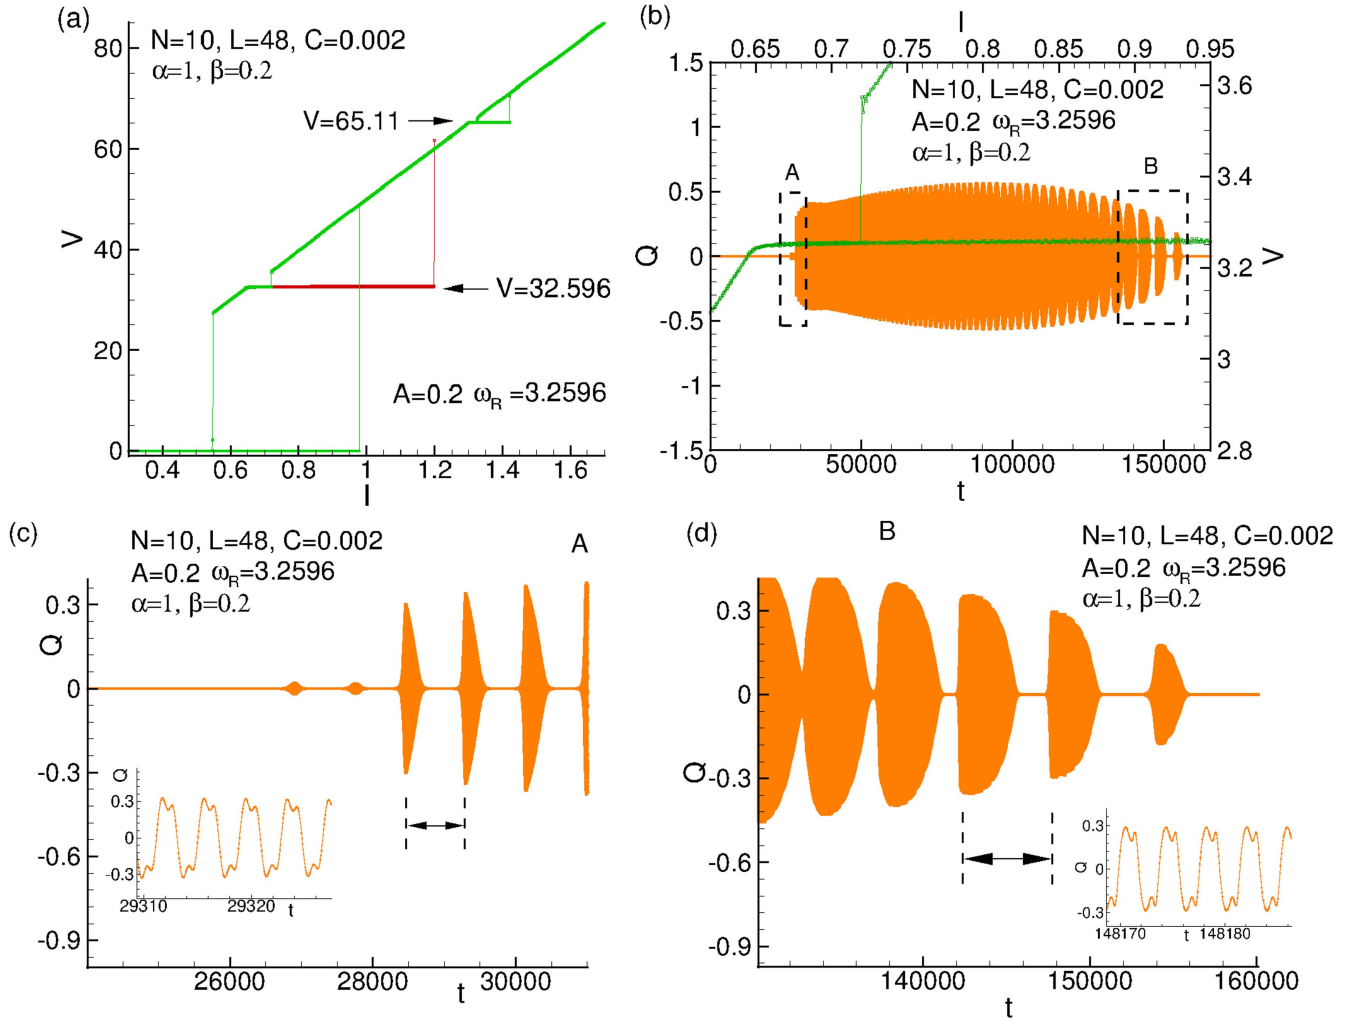 (a)
N=10, L=48, C=0.002
α=1, β=0.2
V=65.11
V=32.596
A=0.2 ωR =3.2596
V
80
60
40
20
0
0.4 0.6 0.8 1 1.2 1.4 1.6
I
(b)
I
0.65 0.7 0.75 0.8 0.85 0.9 0.95
N=10, L=48, C=0.002
A=0.2 ωR=3.2596
α=1, β=0.2
A
B
Q
1.5
1
0.5
0
-0.5
-1
-1.5
V
3.6
3.4
3.2
3
2.8
0 50000 100000 150000
t
(c)
N=10, L=48, C=0.002
A=0.2 ωR=3.2596
α=1, β=0.2
A
Q
0.3
0
-0.3
-0.6
-0.9
Q
0.3
0
-0.3
29310 29320 t
26000 28000 30000
t
(d)
B
N=10, L=48, C=0.002
A=0.2 ωR=3.2596
α=1, β=0.2
Q
0.3
0
-0.3
-0.6
-0.9
Q
0.3
0
-0.3
148170 t 148180
140000 150000 160000
t